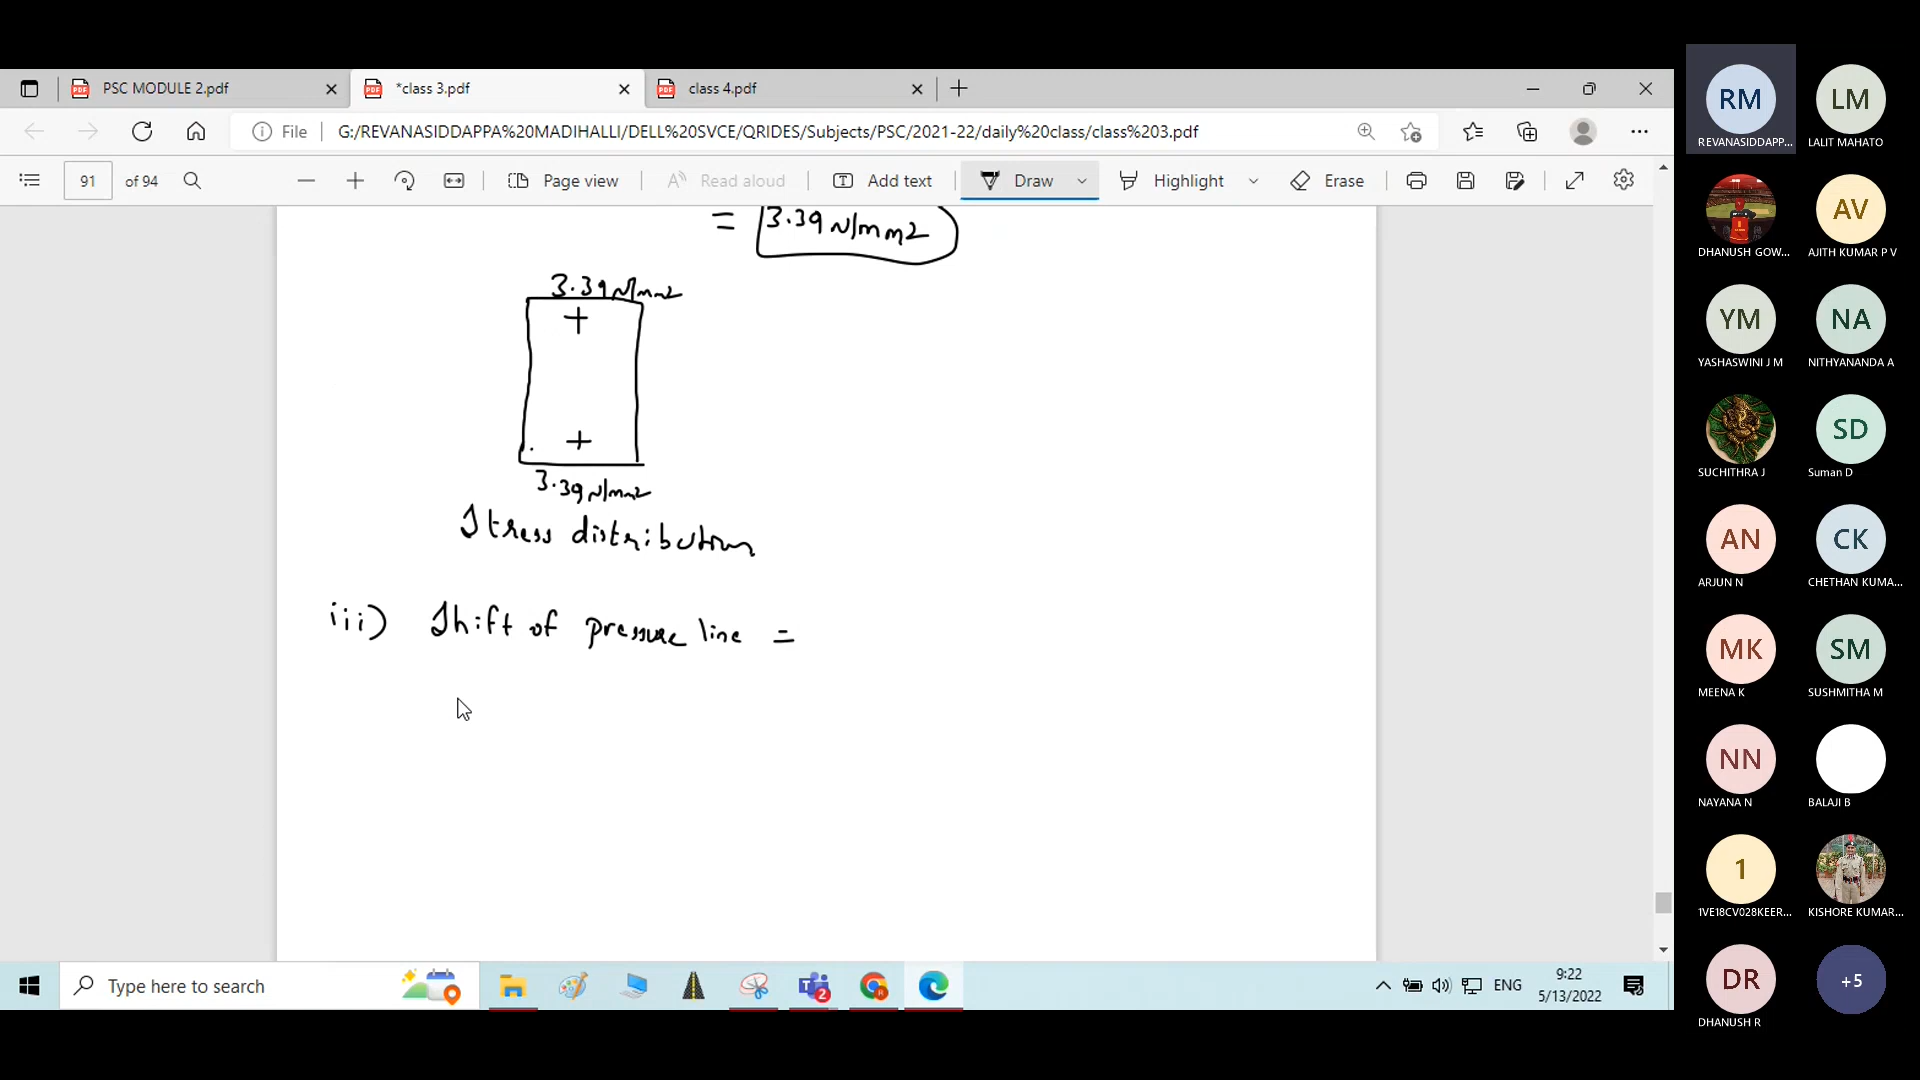 PSC MODULE 2.pdf
*class 3.pdf
class 4.pdf
File
G:/REVANASIDDAPPA%20MADIHALLI/DELL%20SVCE/QRIDES/Subjects/PSC/2021-22/daily%20class/class%203.pdf
91 of 94
Page view
Read aloud
Add text
Draw
Highlight
Erase
= 3.39 N/mm2
3.39 N/mm2
+
+
3.39 N/mm2
Stress distribution
iii) Shift of pressure line =
Type here to search
2
ENG
9:22
5/13/2022
RM
REVANASIDDAPP...
LM
LALIT MAHATO
DHANUSH GOW...
AV
AJITH KUMAR P V
YM
YASHASWINI J M
NA
NITHYANANDA A
SUCHITHRA J
SD
Suman D
AN
ARJUN N
CK
CHETHAN KUMA...
MK
MEENA K
SM
SUSHMITHA M
NN
NAYANA N
BALAJI B
1
1VE18CV028KEER...
KISHORE KUMAR...
DR
DHANUSH R
+5